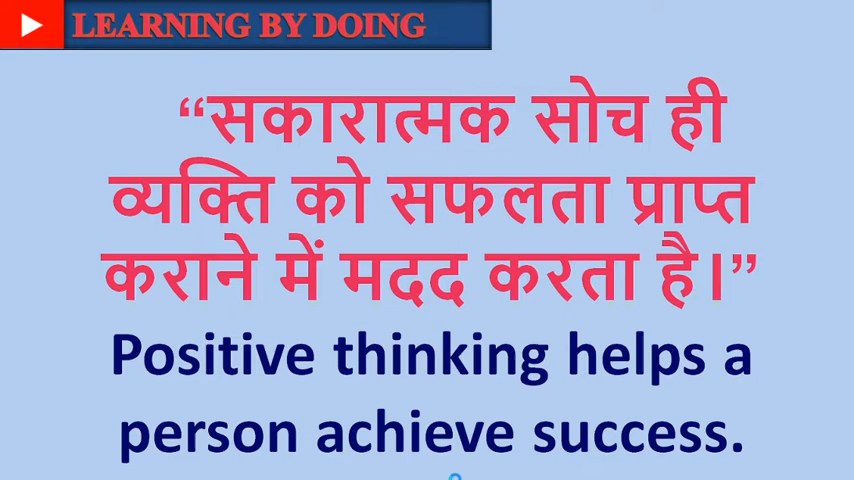 LEARNING BY DOING
“सकारात्मक सोच ही
व्यक्ति को सफलता प्राप्त
कराने में मदद करता है।”
Positive thinking helps a
person achieve success.